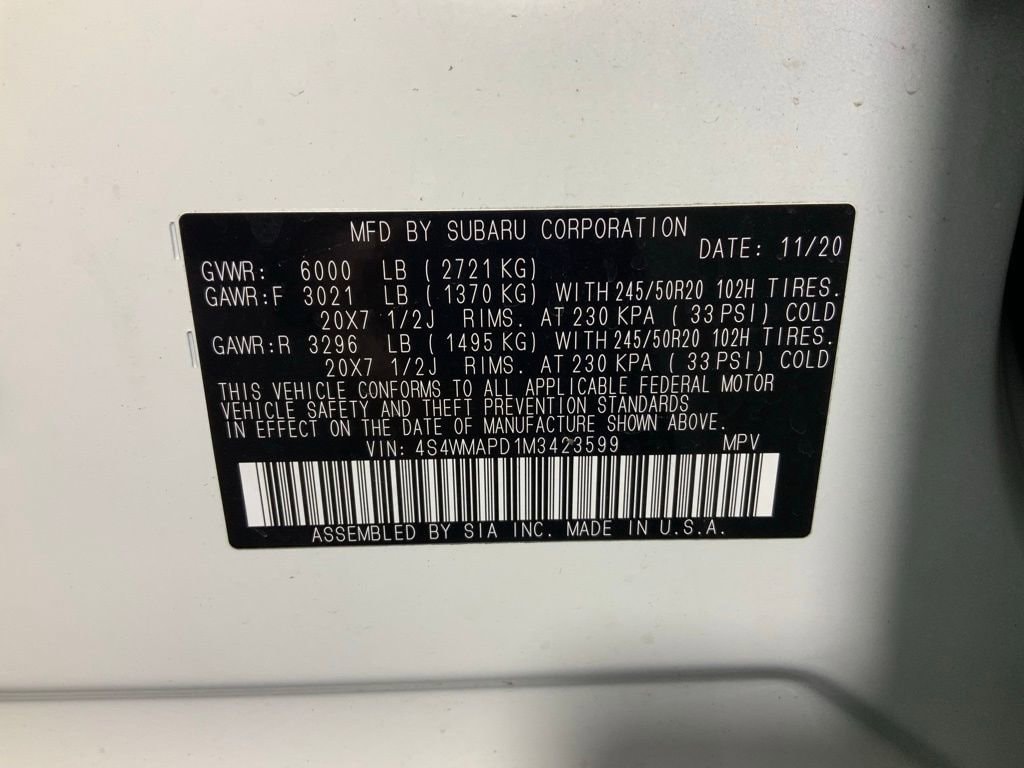 MFD BY SUBARU CORPORATION
DATE: 11/20
GVWR: 6000 LB ( 2721 KG)
GAWR:F 3021 LB ( 1370 KG) WITH 245/50R20 102H TIRES.
20X7 1/2J RIMS. AT 230 KPA ( 33 PSI) COLD
GAWR:R 3296 LB ( 1495 KG) WITH 245/50R20 102H TIRES.
20X7 1/2J RIMS. AT 230 KPA ( 33 PSI) COLD
THIS VEHICLE CONFORMS TO ALL APPLICABLE FEDERAL MOTOR
VEHICLE SAFETY AND THEFT PREVENTION STANDARDS
IN EFFECT ON THE DATE OF MANUFACTURE SHOWN ABOVE.
VIN: 4S4WMAPD1M3423599 MPV
ASSEMBLED BY SIA INC. MADE IN U.S.A.